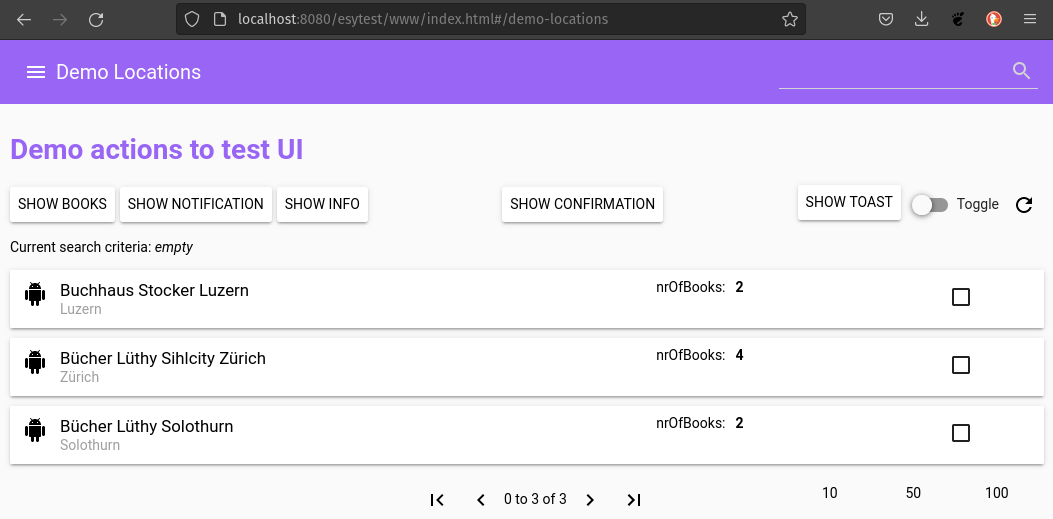 localhost:8080/esytest/www/index.html#/demo-locations
Demo Locations
Demo actions to test UI
SHOW BOOKS SHOW NOTIFICATION SHOW INFO SHOW CONFIRMATION SHOW TOAST Toggle
Current search criteria: empty
Buchhaus Stocker Luzern nrOfBooks: 2
Luzern
Bücher Lüthy Sihlcity Zürich nrOfBooks: 4
Zürich
Bücher Lüthy Solothurn nrOfBooks: 2
Solothurn
0 to 3 of 3 10 50 100